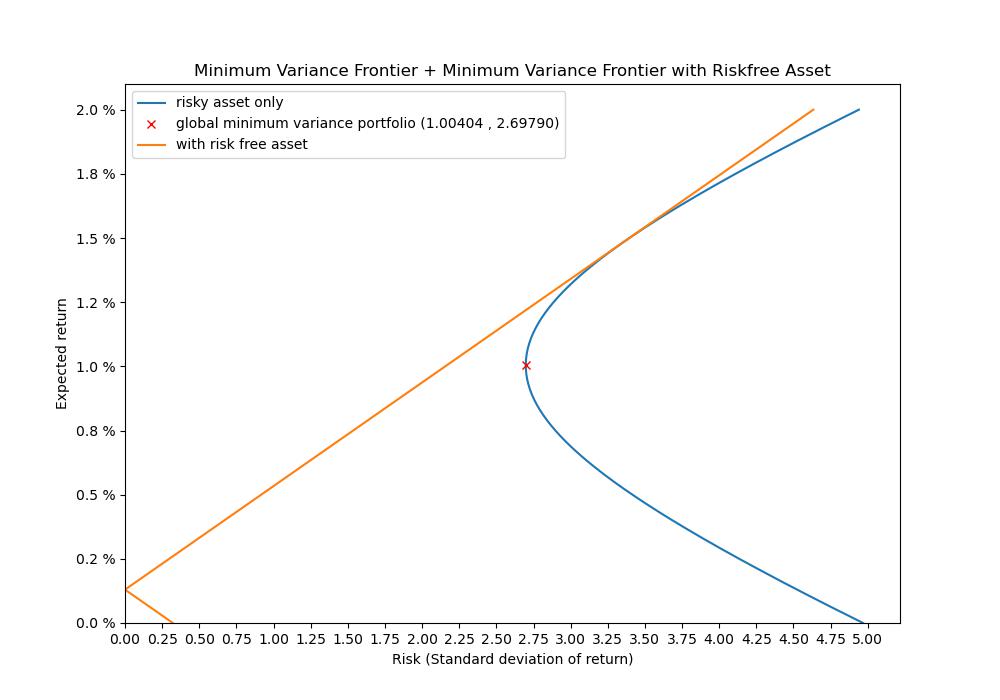 Minimum Variance Frontier + Minimum Variance Frontier with Riskfree Asset
risky asset only
global minimum variance portfolio (1.00404 , 2.69790)
with risk free asset
Expected return
2.0 %
1.8 %
1.5 %
1.2 %
1.0 %
0.8 %
0.5 %
0.2 %
0.0 %
0.00 0.25 0.50 0.75 1.00 1.25 1.50 1.75 2.00 2.25 2.50 2.75 3.00 3.25 3.50 3.75 4.00 4.25 4.50 4.75 5.00
Risk (Standard deviation of return)